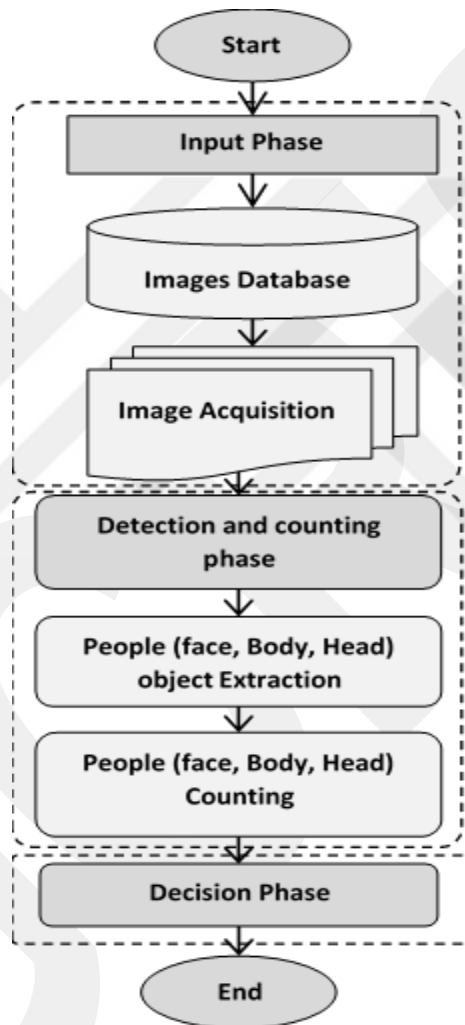 Start
Input Phase
Images Database
Image Acquisition
Detection and counting
phase
People (face, Body, Head)
object Extraction
People (face, Body, Head)
Counting
Decision Phase
End